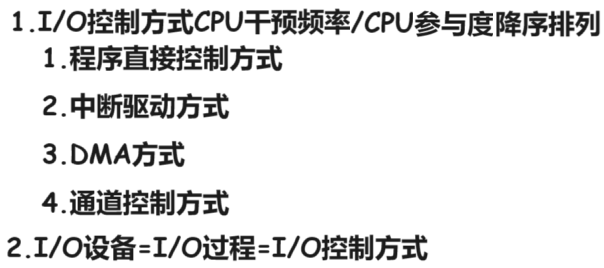 1.I/O控制方式CPU干预频率/CPU参与度降序排列
1.程序直接控制方式
2.中断驱动方式
3.DMA方式
4.通道控制方式
2.I/O设备=I/O过程=I/O控制方式